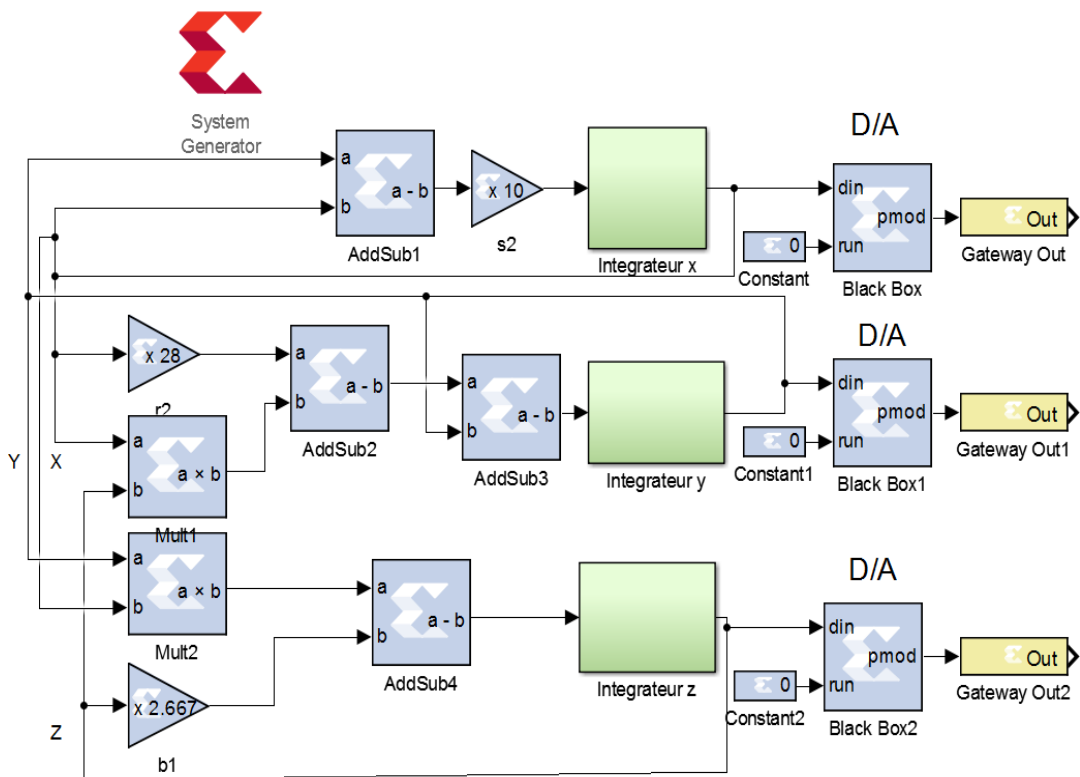 System
Generator
a
b
a - b
AddSub1
x 10
s2
Integrateur x
D/A
0
Constant
din
run
pmod
Black Box
Out
Gateway Out
x 28
r2
a
b
a - b
AddSub2
a
b
a - b
AddSub3
Integrateur y
D/A
0
Constant1
din
run
pmod
Black Box1
Out
Gateway Out1
Y
X
a
b
a × b
Mult1
a
b
a × b
Mult2
a
b
a - b
AddSub4
Integrateur z
D/A
0
Constant2
din
run
pmod
Black Box2
Out
Gateway Out2
Z
x 2.667
b1